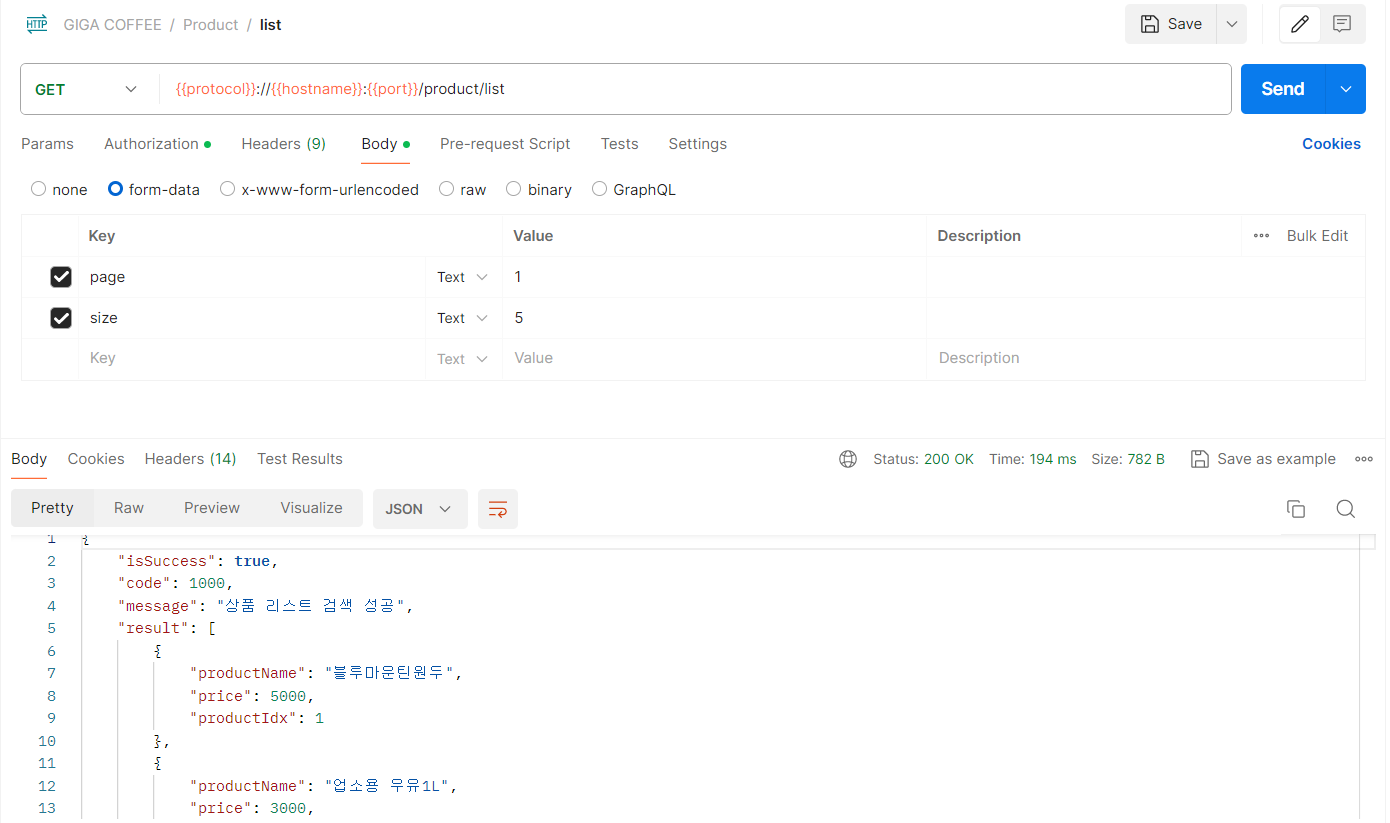 HTTP GIGA COFFEE / Product / list Save
GET {{protocol}}://{{hostname}}:{{port}}/product/list Send
Params Authorization Headers (9) Body Pre-request Script Tests Settings Cookies
none form-data x-www-form-urlencoded raw binary GraphQL
Key Value Description Bulk Edit
page Text 1
size Text 5
Key Text Value Description
Body Cookies Headers (14) Test Results Status: 200 OK Time: 194 ms Size: 782 B Save as example
Pretty Raw Preview Visualize JSON
1 {
2 "isSuccess": true,
3 "code": 1000,
4 "message": "상품 리스트 검색 성공",
5 "result": [
6 {
7 "productName": "블루마운틴원두",
8 "price": 5000,
9 "productIdx": 1
10 },
11 {
12 "productName": "업소용 우유1L",
13 "price": 3000,